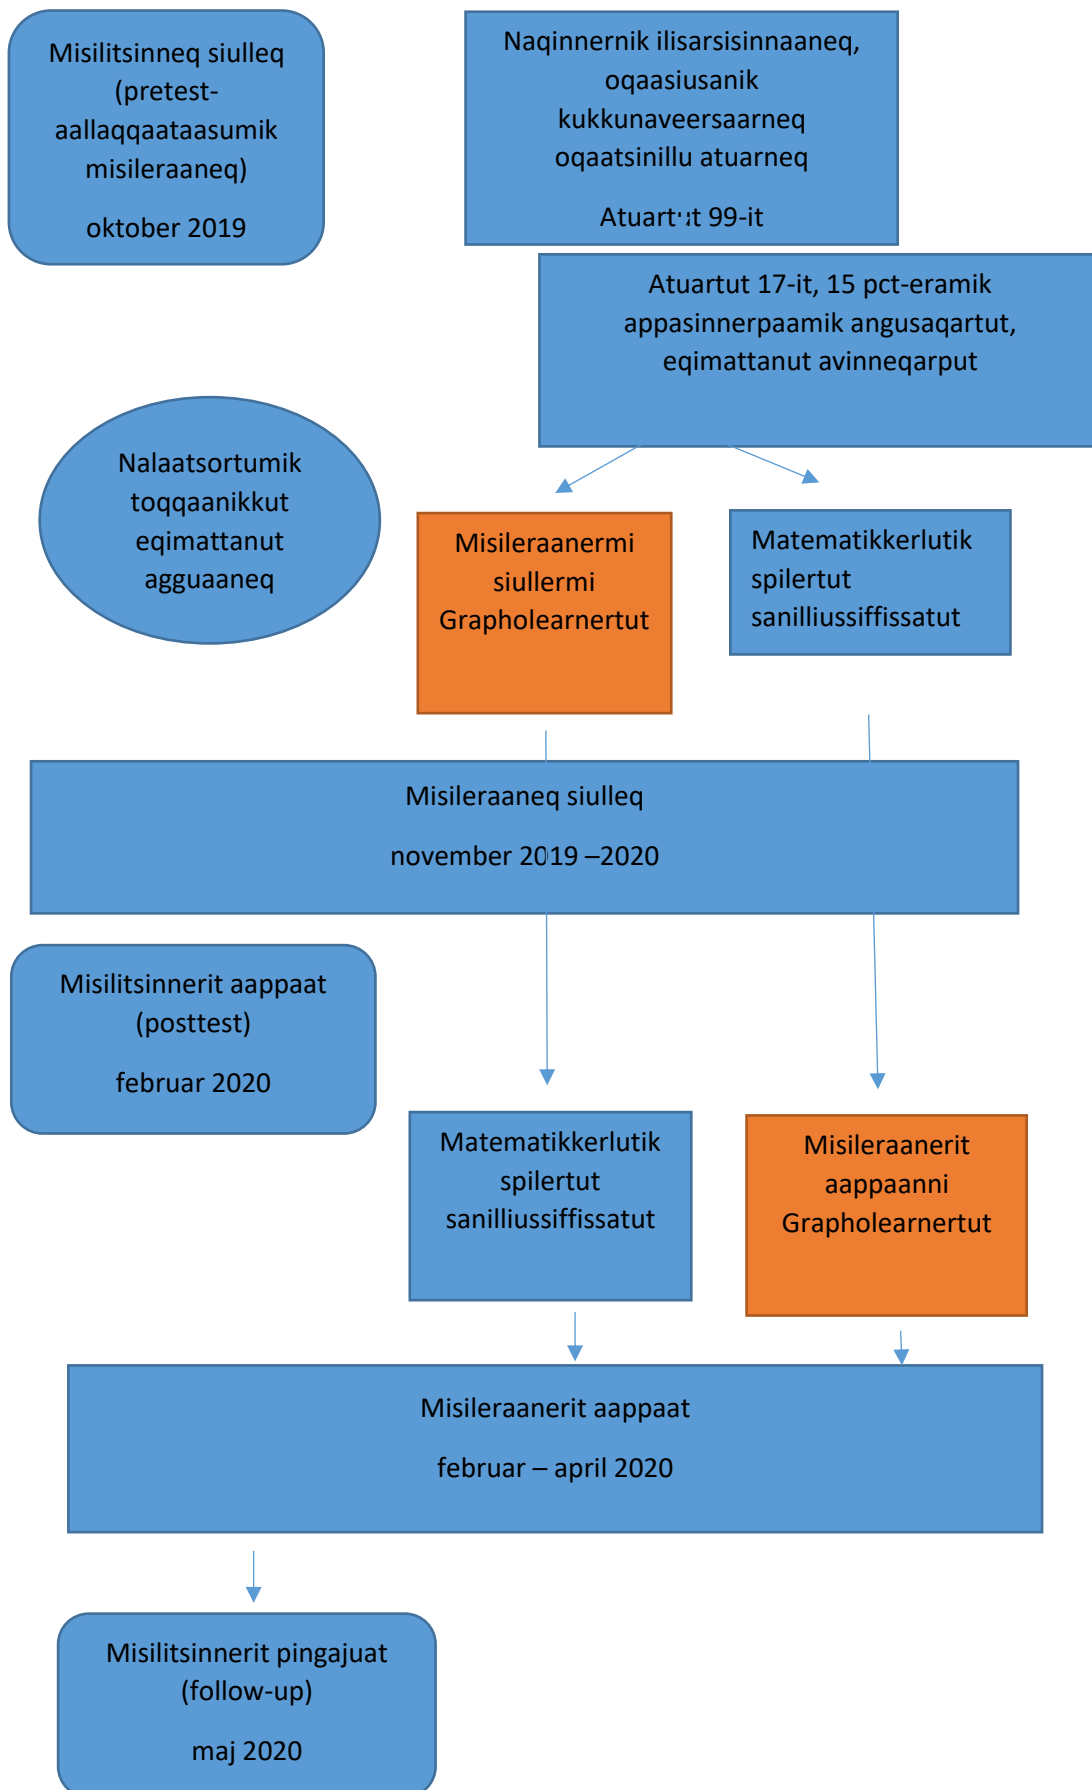 Misilitsinneq siulleq
(pretest-
aallaqqaataasumik
misileraaneq)
oktober 2019
Naqinnernik ilisarsisinnaaneq,
oqaasiusanik
kukkunaveersaarneq
oqaatsinillu atuarneq
Atuartut 99-it
Atuartut 17-it, 15 pct-eramik
appasinnerpaamik angusaqartut,
eqimattanut avinneqarput
Nalaatsortumik
toqqaanikkut
eqimattanut
agguaaneq
Misileraanermi
siullermi
Grapholearnertut
Matematikkerlutik
spilertut
sanilliussiffissatut
Misileraaneq siulleq
november 2019 –2020
Misilitsinnerit aappaat
(posttest)
februar 2020
Matematikkerlutik
spilertut
sanilliussiffissatut
Misileraanerit
aappaanni
Grapholearnertut
Misileraanerit aappaat
februar – april 2020
Misilitsinnerit pingajuat
(follow-up)
maj 2020